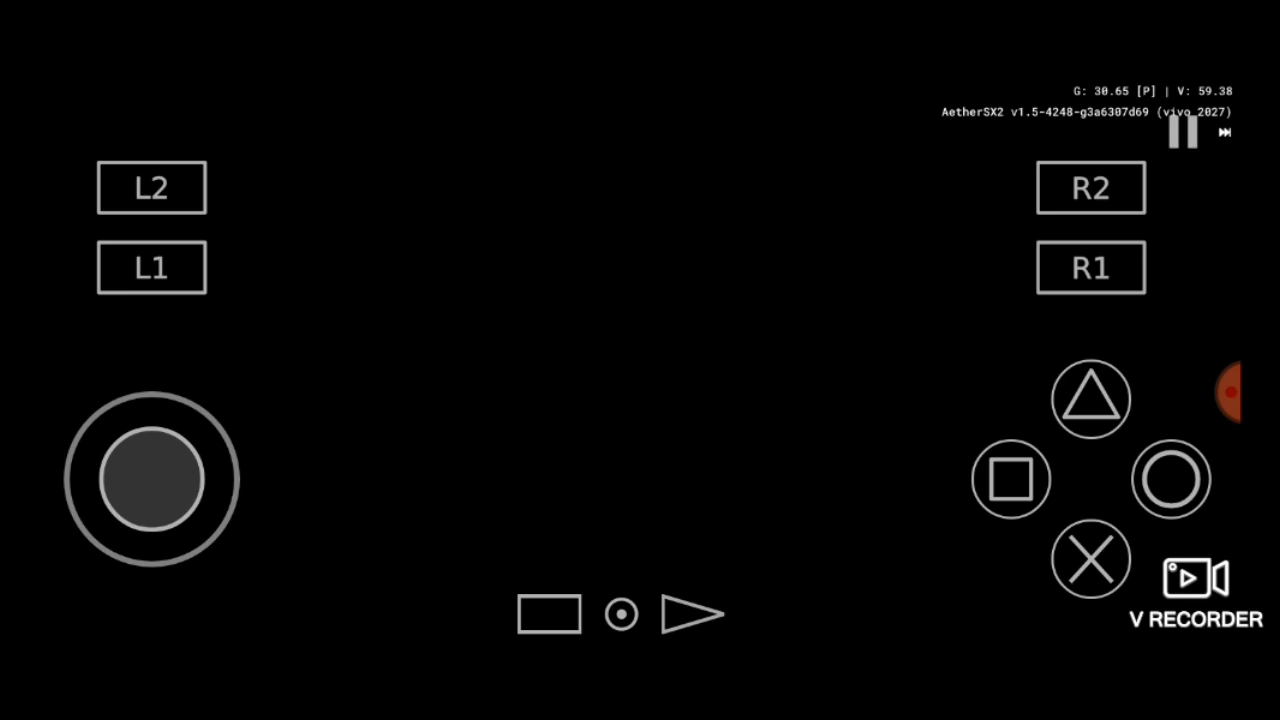 G: 30.65 [P] | V: 59.38
AetherSX2 v1.5-4248-g3a6307d69 (vivo 2027)
L2
R2
L1
R1
V RECORDER